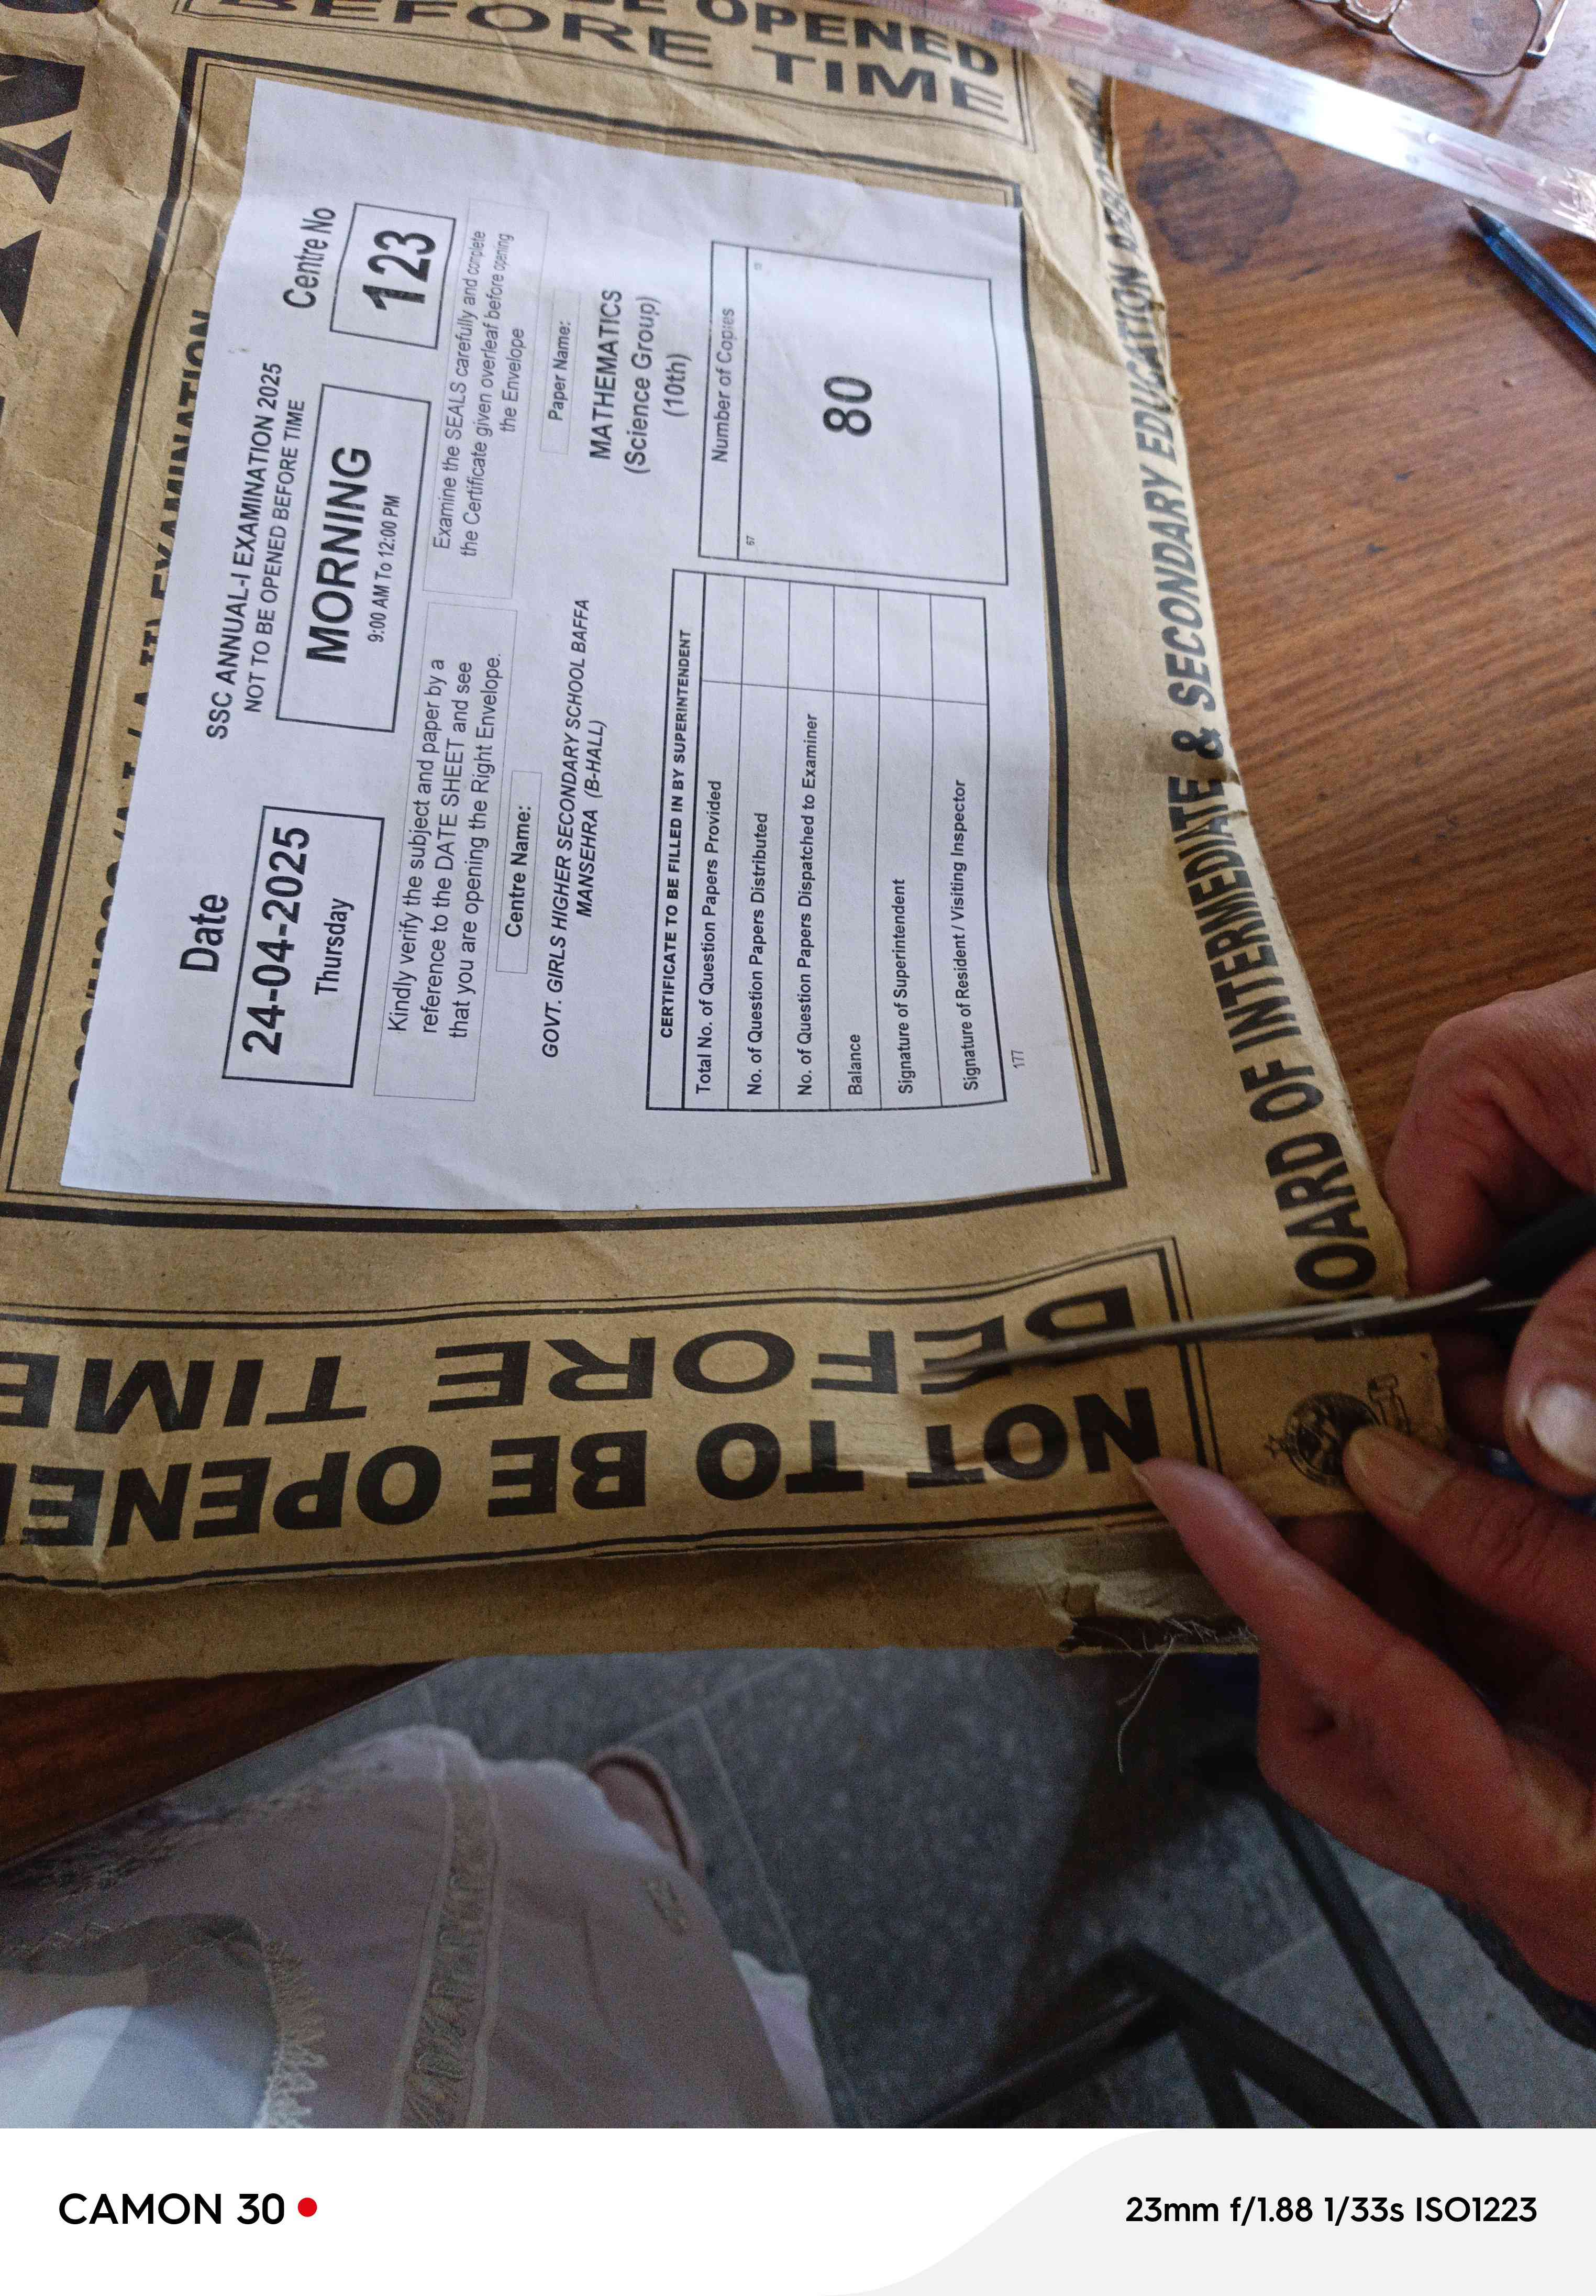 BE OPENED
BEFORE TIME
EXAMINATION
Date
24-04-2025
Thursday
SSC ANNUAL-I EXAMINATION 2025
NOT TO BE OPENED BEFORE TIME
MORNING
9:00 AM To 12:00 PM
Centre No
123
Kindly verify the subject and paper by a
reference to the DATE SHEET and see
that you are opening the Right Envelope.
Examine the SEALS carefully and complete
the Certificate given overleaf before opening
the Envelope
Centre Name:
GOVT. GIRLS HIGHER SECONDARY SCHOOL BAFFA
MANSEHRA (B-HALL)
Paper Name:
MATHEMATICS
(Science Group)
(10th)
CERTIFICATE TO BE FILLED IN BY SUPERINTENDENT
Total No. of Question Papers Provided
No. of Question Papers Distributed
No. of Question Papers Dispatched to Examiner
Balance
Signature of Superintendent
Signature of Resident / Visiting Inspector
177
Number of Copies
67
80
OARD OF INTERMEDIATE & SECONDARY EDUCATION
NOT TO BE OPENE
BEFORE TIME
CAMON 30
23mm f/1.88 1/33s ISO1223